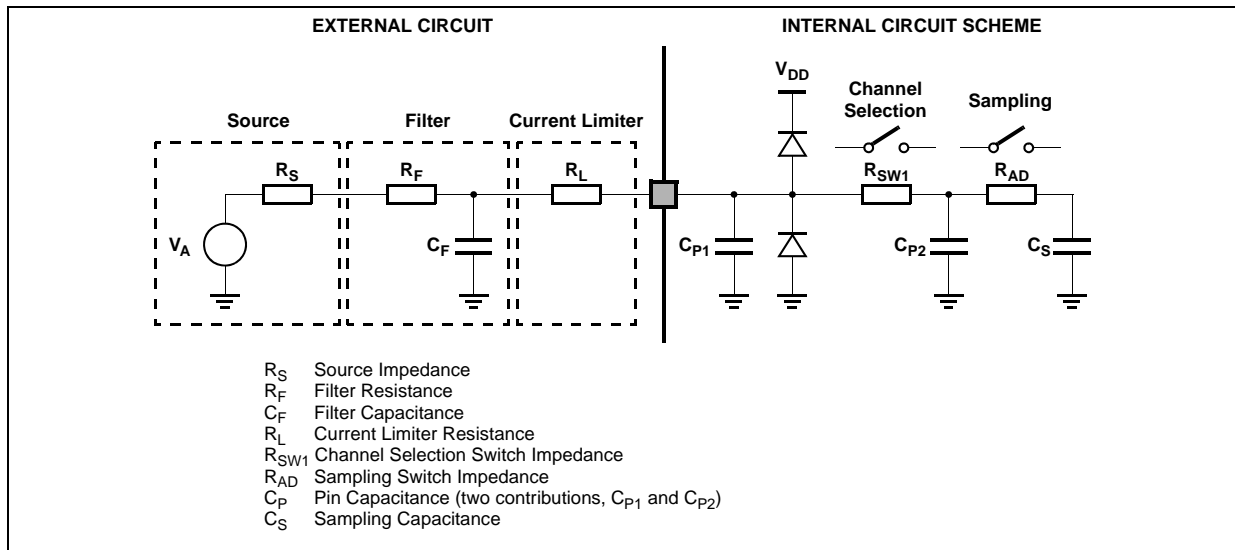 EXTERNAL CIRCUIT
INTERNAL CIRCUIT SCHEME
VDD
Channel
Selection
Sampling
Source
Filter
Current Limiter
RS
RF
RL
RSW1
RAD
VA
CF
CP1
CP2
CS
RS Source Impedance
RF Filter Resistance
CF Filter Capacitance
RL Current Limiter Resistance
RSW1 Channel Selection Switch Impedance
RAD Sampling Switch Impedance
CP Pin Capacitance (two contributions, CP1 and CP2)
CS Sampling Capacitance